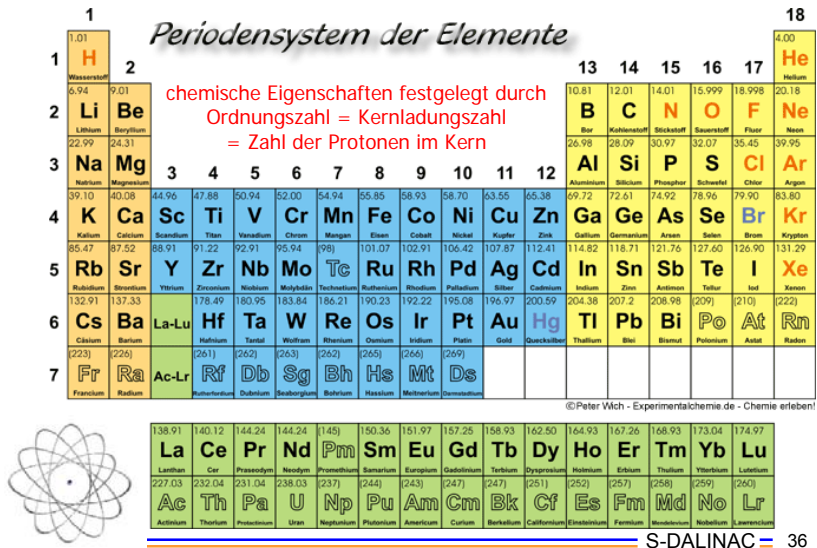 1 18
Periodensystem der Elemente
1.01 4.00
1 H 2 He
Wasserstoff 13 14 15 16 17 Helium
6.94 9.01 10.81 12.01 14.01 15.999 18.998 20.18
chemische Eigenschaften festgelegt durch
2 Li Be B C N O F Ne
Ordnungszahl = Kernladungszahl
Lithium Beryllium Bor Kohlenstoff Stickstoff Sauerstoff Fluor Neon
= Zahl der Protonen im Kern
22.99 24.31 26.98 28.09 30.97 32.07 35.45 39.95
3 Na Mg 3 4 5 6 7 8 9 10 11 12 Al Si P S Cl Ar
Natrium Magnesium Aluminium Silicium Phosphor Schwefel Chlor Argon
39.10 40.08 44.96 47.88 50.94 52.00 54.94 55.85 58.93 58.70 63.55 65.38 69.72 72.61 74.92 78.96 79.90 83.80
4 K Ca Sc Ti V Cr Mn Fe Co Ni Cu Zn Ga Ge As Se Br Kr
Kalium Calcium Scandium Titan Vanadium Chrom Mangan Eisen Cobalt Nickel Kupfer Zink Gallium Germanium Arsen Selen Brom Krypton
85.47 87.52 88.91 91.22 92.91 95.94 (98) 101.07 102.91 106.42 107.87 112.41 114.82 118.71 121.76 127.60 126.90 131.29
5 Rb Sr Y Zr Nb Mo Tc Ru Rh Pd Ag Cd In Sn Sb Te I Xe
Rubidium Strontium Yttrium Zirconium Niobium Molybdän Technetium Ruthenium Rhodium Palladium Silber Cadmium Indium Zinn Antimon Tellur Iod Xenon
132.91 137.33 178.49 180.95 183.84 186.21 190.23 192.22 195.08 196.97 200.59 204.38 207.2 208.98 (209) (210) (222)
6 Cs Ba La-Lu Hf Ta W Re Os Ir Pt Au Hg Tl Pb Bi Po At Rn
Cäsium Barium Hafnium Tantal Wolfram Rhenium Osmium Iridium Platin Gold Quecksilber Thallium Blei Bismut Polonium Astat Radon
(223) (226) (261) (262) (263) (262) (265) (266) (269)
7 Fr Ra Ac-Lr Rf Db Sg Bh Hs Mt Ds
Francium Radium Rutherfordium Dubnium Seaborgium Bohrium Hassium Meitnerium Darmstadtium
©Peter Wich - Experimentalchemie.de - Chemie erleben!
138.91 140.12 144.24 144.24 (145) 150.36 151.97 157.25 158.93 162.50 164.93 167.26 168.93 173.04 174.97
La Ce Pr Nd Pm Sm Eu Gd Tb Dy Ho Er Tm Yb Lu
Lanthan Cer Praseodym Neodym Promethium Samarium Europium Gadolinium Terbium Dysprosium Holmium Erbium Thulium Ytterbium Lutetium
227.03 232.04 231.04 238.03 (237) (244) (243) (247) (247) (251) (252) (257) (258) (259) (260)
Ac Th Pa U Np Pu Am Cm Bk Cf Es Fm Md No Lr
Actinium Thorium Protactinium Uran Neptunium Plutonium Americum Curium Berkelium Californium Einsteinium Fermium Mendelevium Nobelium Lawrencium
S-DALINAC 36